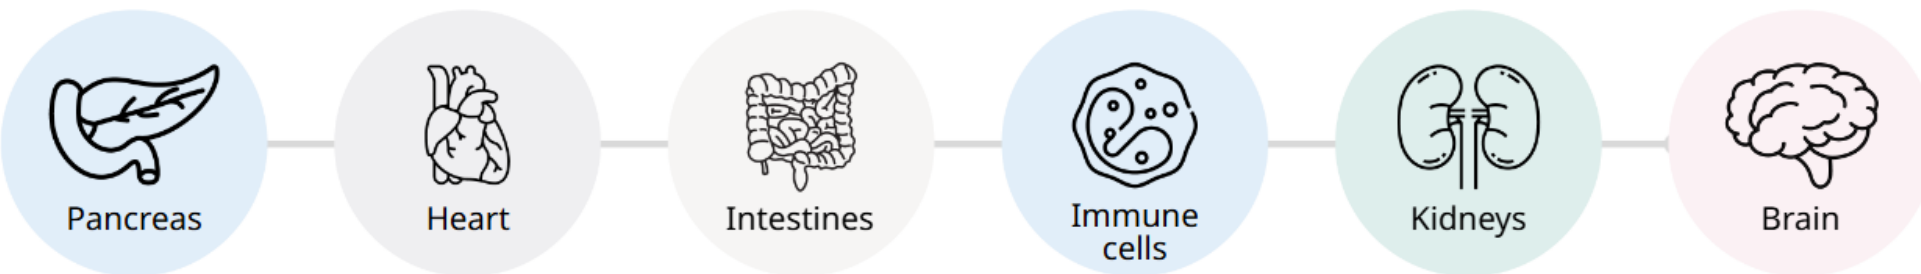 Pancreas
Heart
Intestines
Immune
cells
Kidneys
Brain